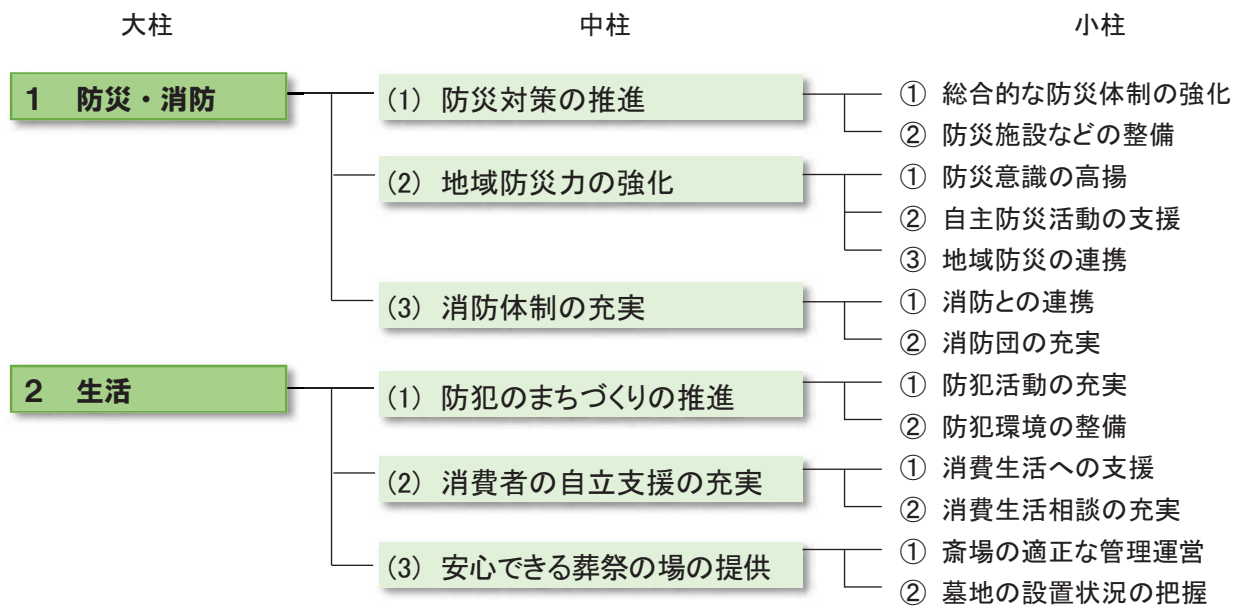 大柱 中柱 小柱
1 防災・消防
(1) 防災対策の推進
① 総合的な防災体制の強化
② 防災施設などの整備
(2) 地域防災力の強化
① 防災意識の高揚
② 自主防災活動の支援
③ 地域防災の連携
(3) 消防体制の充実
① 消防との連携
② 消防団の充実
2 生活
(1) 防犯のまちづくりの推進
① 防犯活動の充実
② 防犯環境の整備
(2) 消費者の自立支援の充実
① 消費生活への支援
② 消費生活相談の充実
(3) 安心できる葬祭の場の提供
① 斎場の適正な管理運営
② 墓地の設置状況の把握